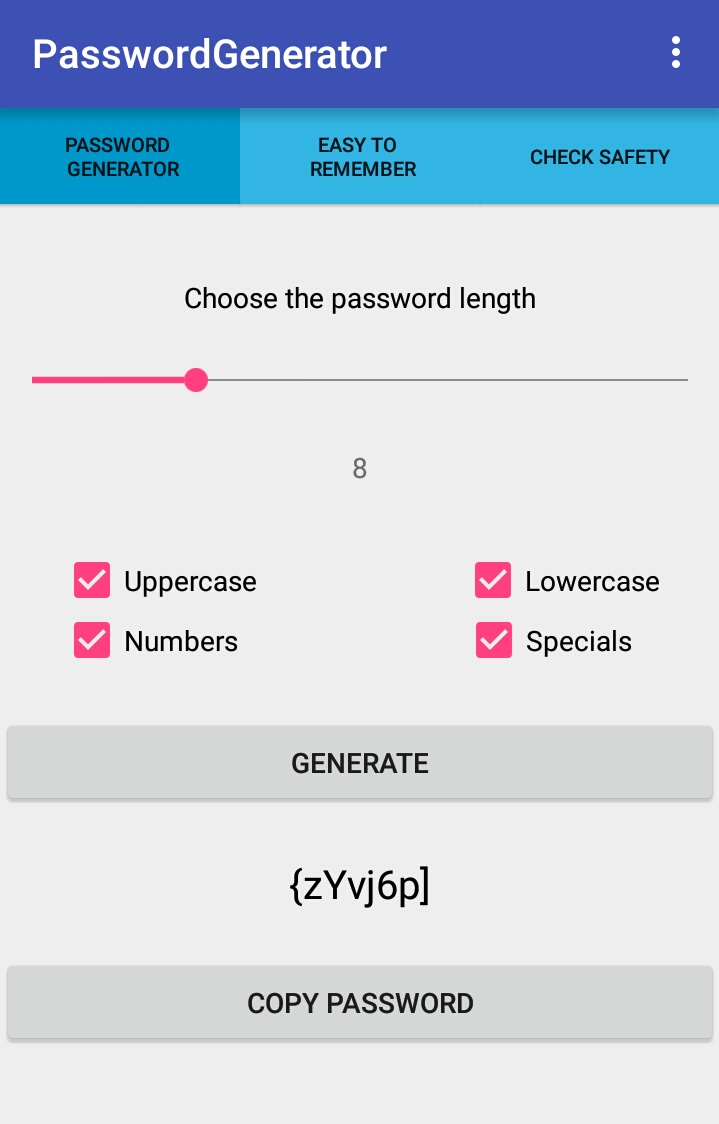 PasswordGenerator
PASSWORD
GENERATOR
EASY TO
REMEMBER
CHECK SAFETY
Choose the password length
8
Uppercase
Lowercase
Numbers
Specials
GENERATE
{zYvj6p]
COPY PASSWORD